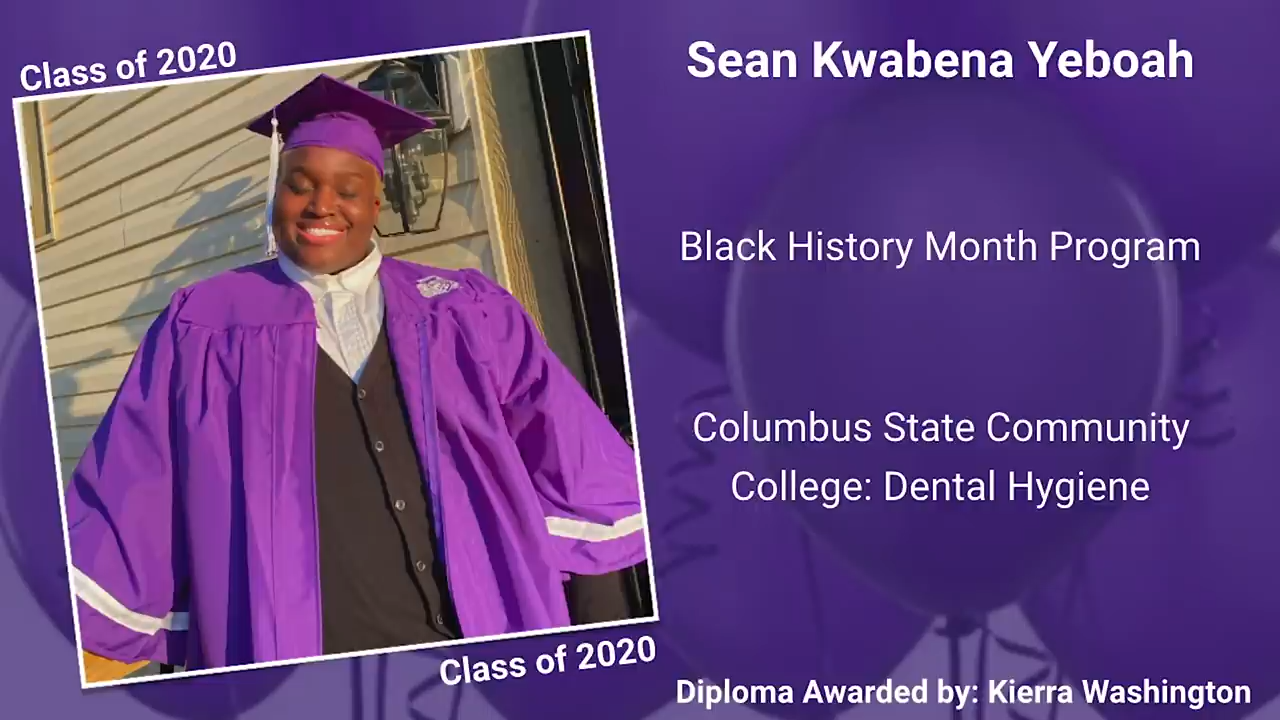 Class of 2020
Sean Kwabena Yeboah
Black History Month Program
Columbus State Community
College: Dental Hygiene
Class of 2020
Diploma Awarded by: Kierra Washington